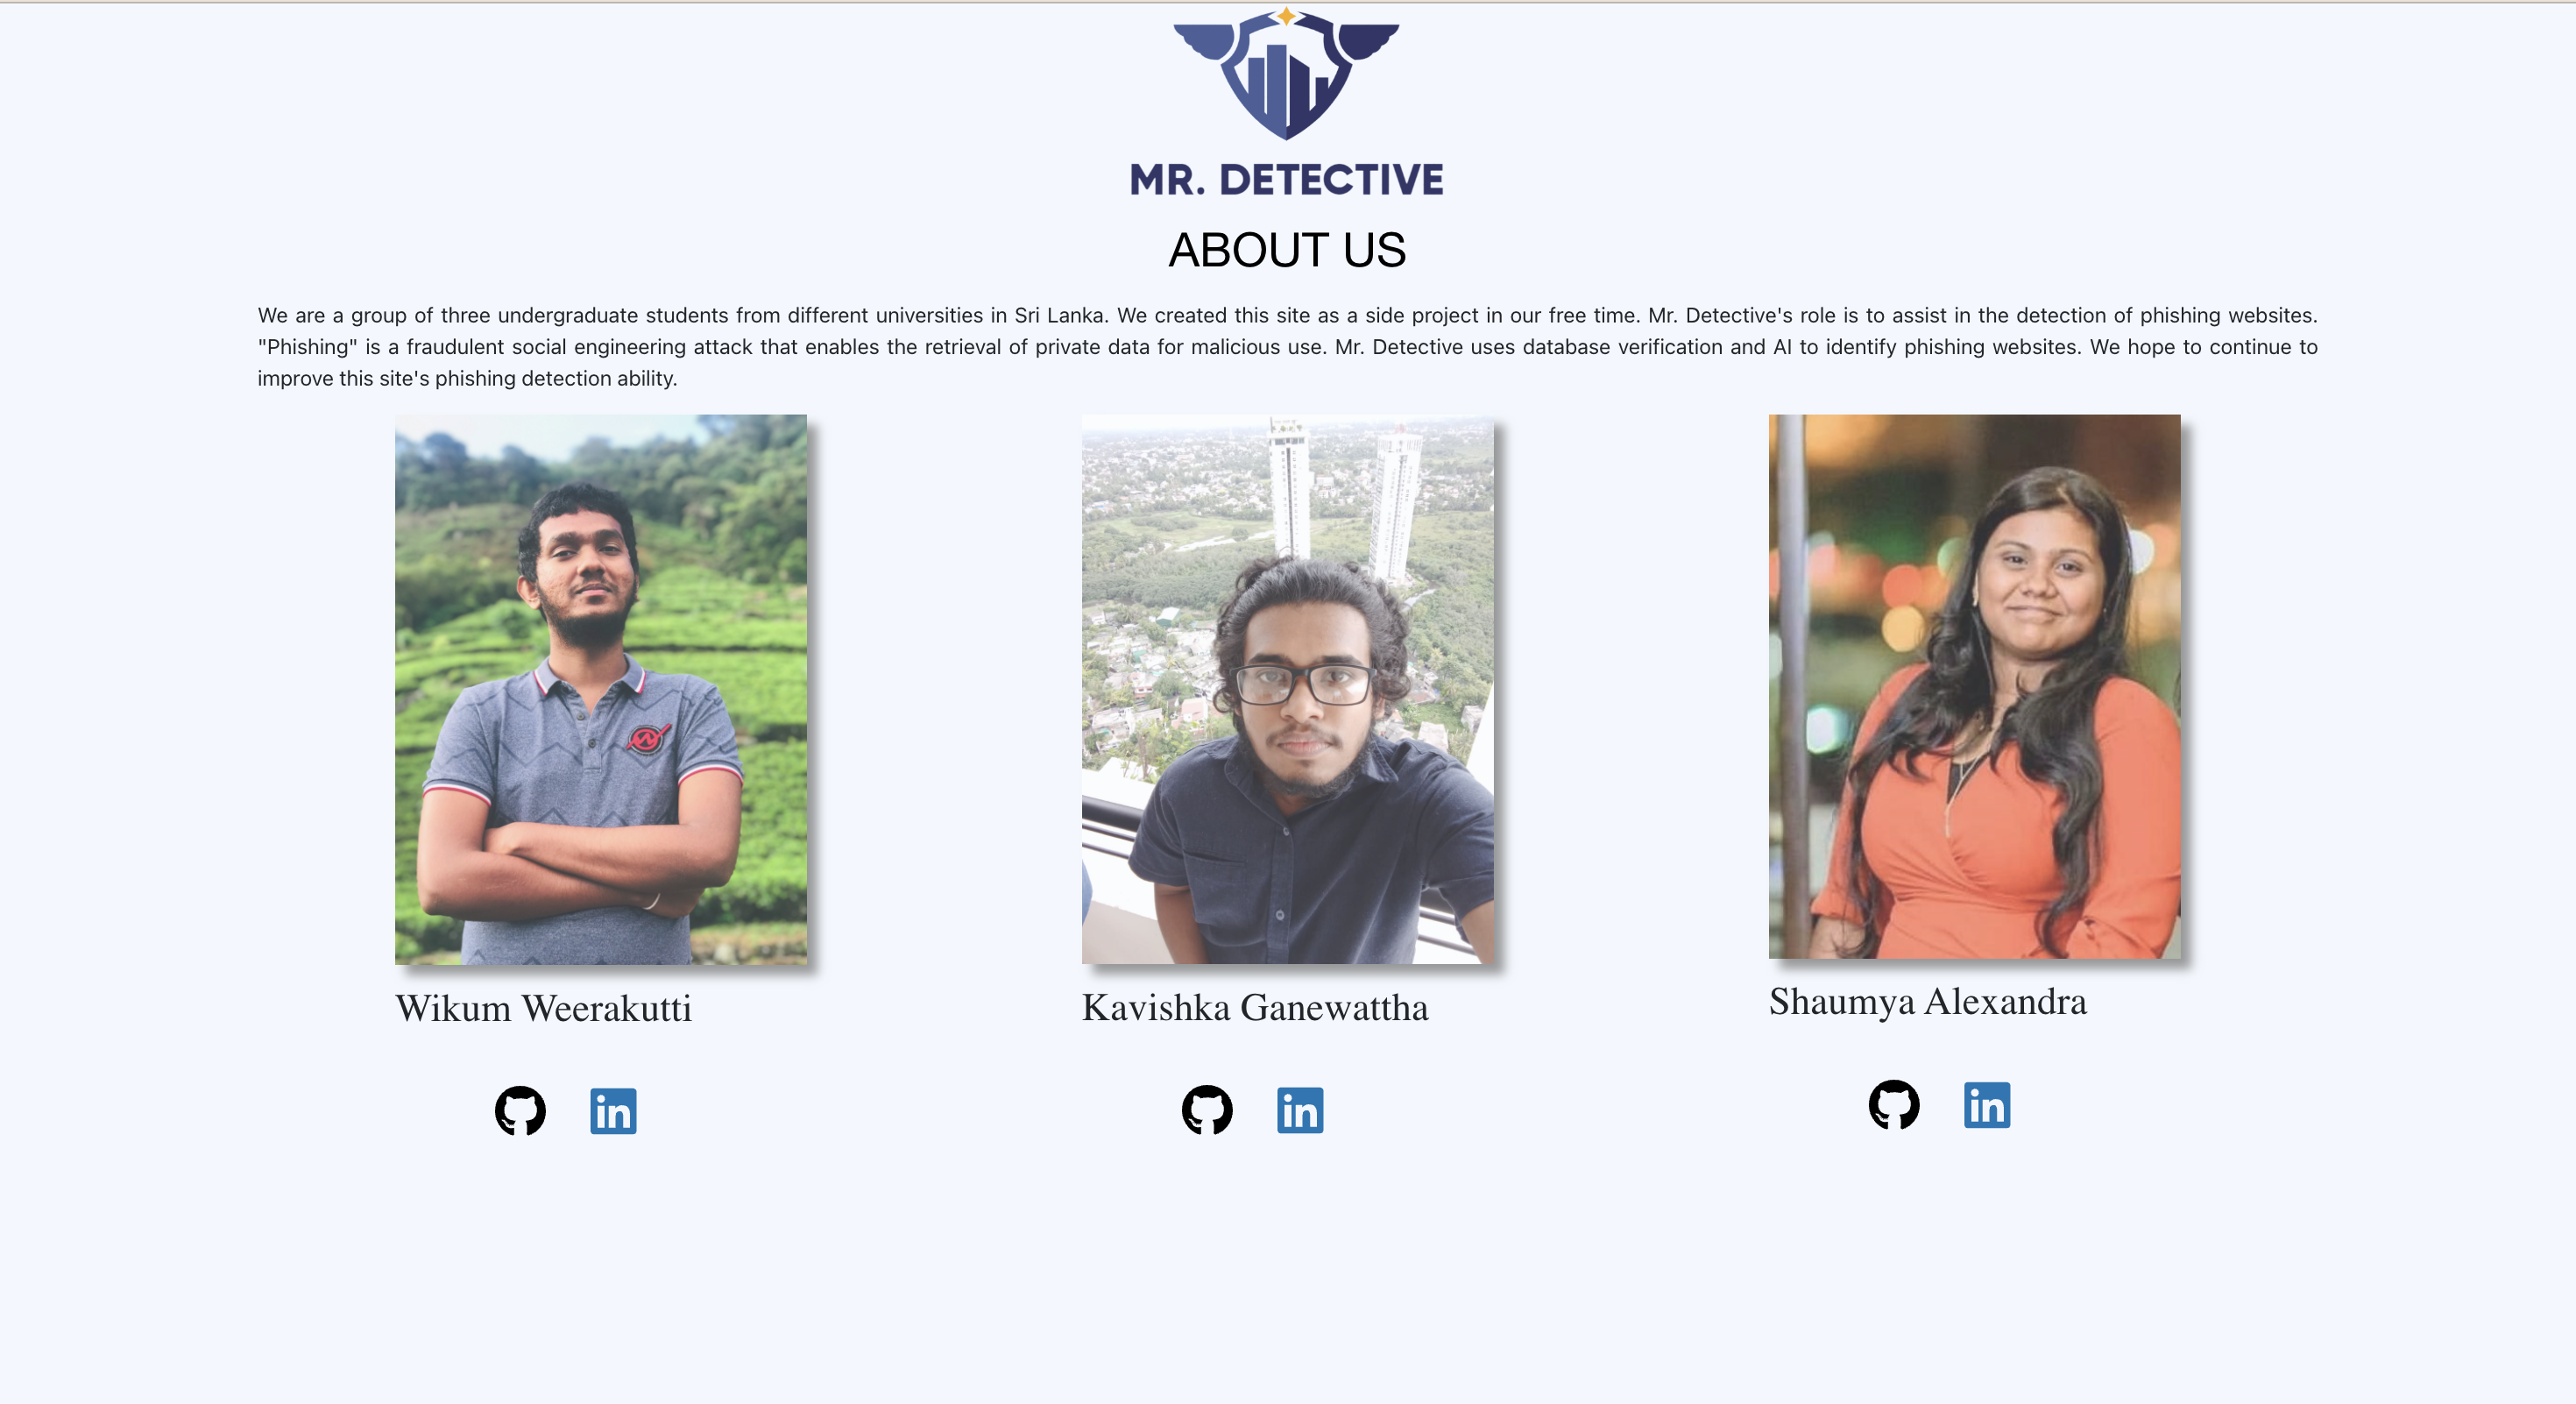 MR. DETECTIVE
ABOUT US
We are a group of three undergraduate students from different universities in Sri Lanka. We created this site as a side project in our free time. Mr. Detective's role is to assist in the detection of phishing websites.
"Phishing" is a fraudulent social engineering attack that enables the retrieval of private data for malicious use. Mr. Detective uses database verification and AI to identify phishing websites. We hope to continue to
improve this site's phishing detection ability.
Wikum Weerakutti
Kavishka Ganewattha
Shaumya Alexandra
in
in
in